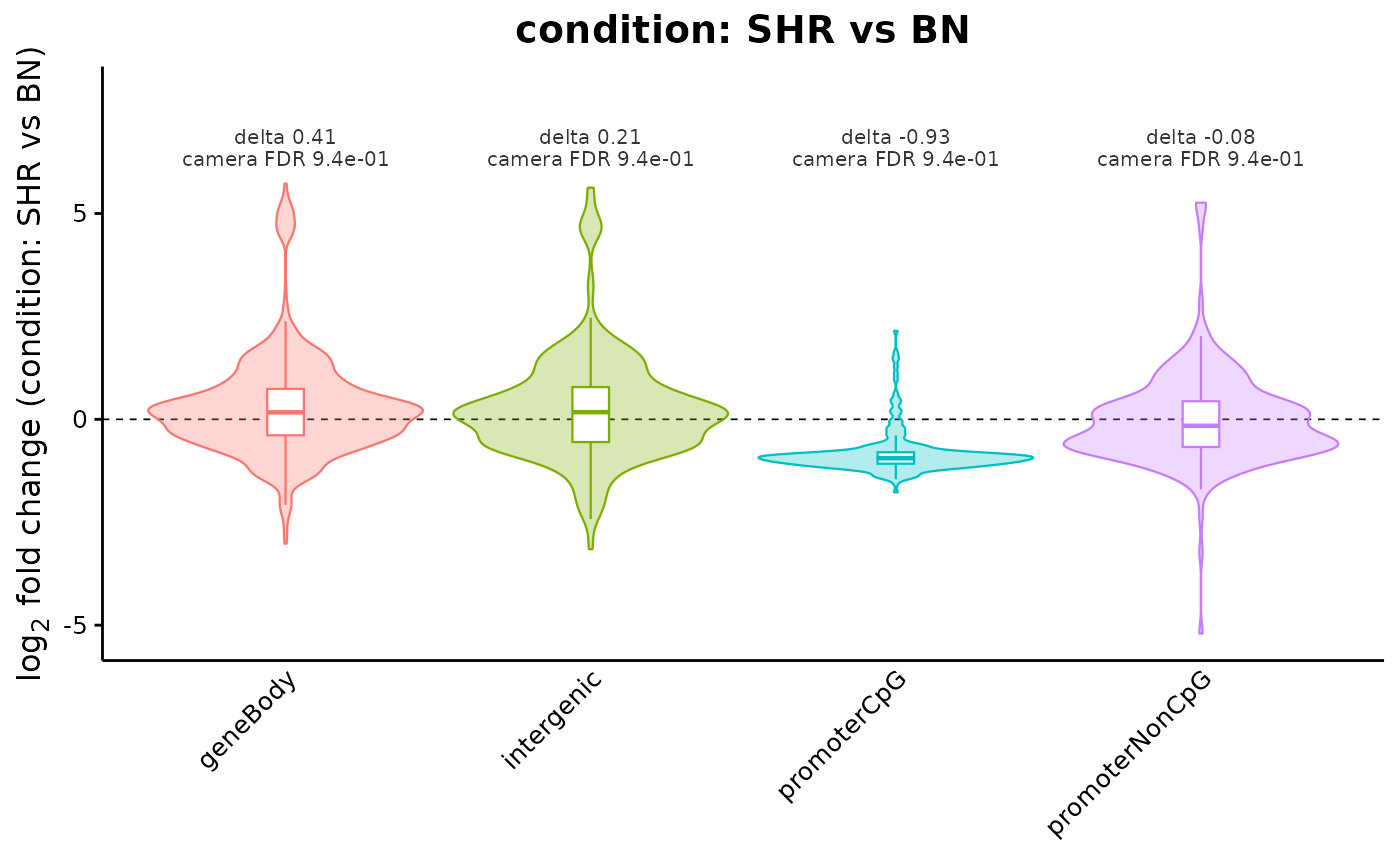 condition: SHR vs BN
log2 fold change (condition: SHR vs BN)
delta 0.41
camera FDR 9.4e-01
delta 0.21
camera FDR 9.4e-01
delta -0.93
camera FDR 9.4e-01
delta -0.08
camera FDR 9.4e-01
5
0
-5
geneBody
intergenic
promoterCpG
promoterNonCpG